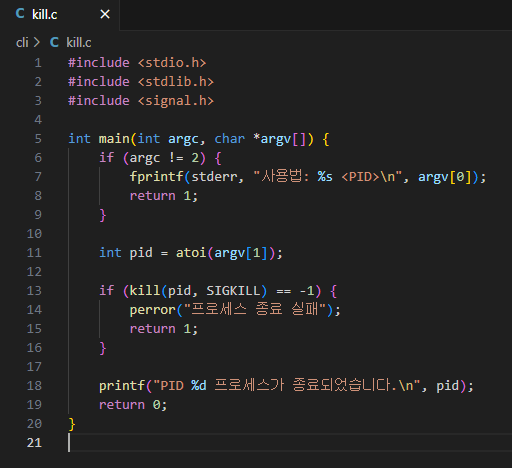 kill.c
cli > kill.c
1 #include <stdio.h>
2 #include <stdlib.h>
3 #include <signal.h>
4
5 int main(int argc, char *argv[]) {
6     if (argc != 2) {
7         fprintf(stderr, "사용법: %s <PID>\n", argv[0]);
8         return 1;
9     }
10
11     int pid = atoi(argv[1]);
12
13     if (kill(pid, SIGKILL) == -1) {
14         perror("프로세스 종료 실패");
15         return 1;
16     }
17
18     printf("PID %d 프로세스가 종료되었습니다.\n", pid);
19     return 0;
20 }
21